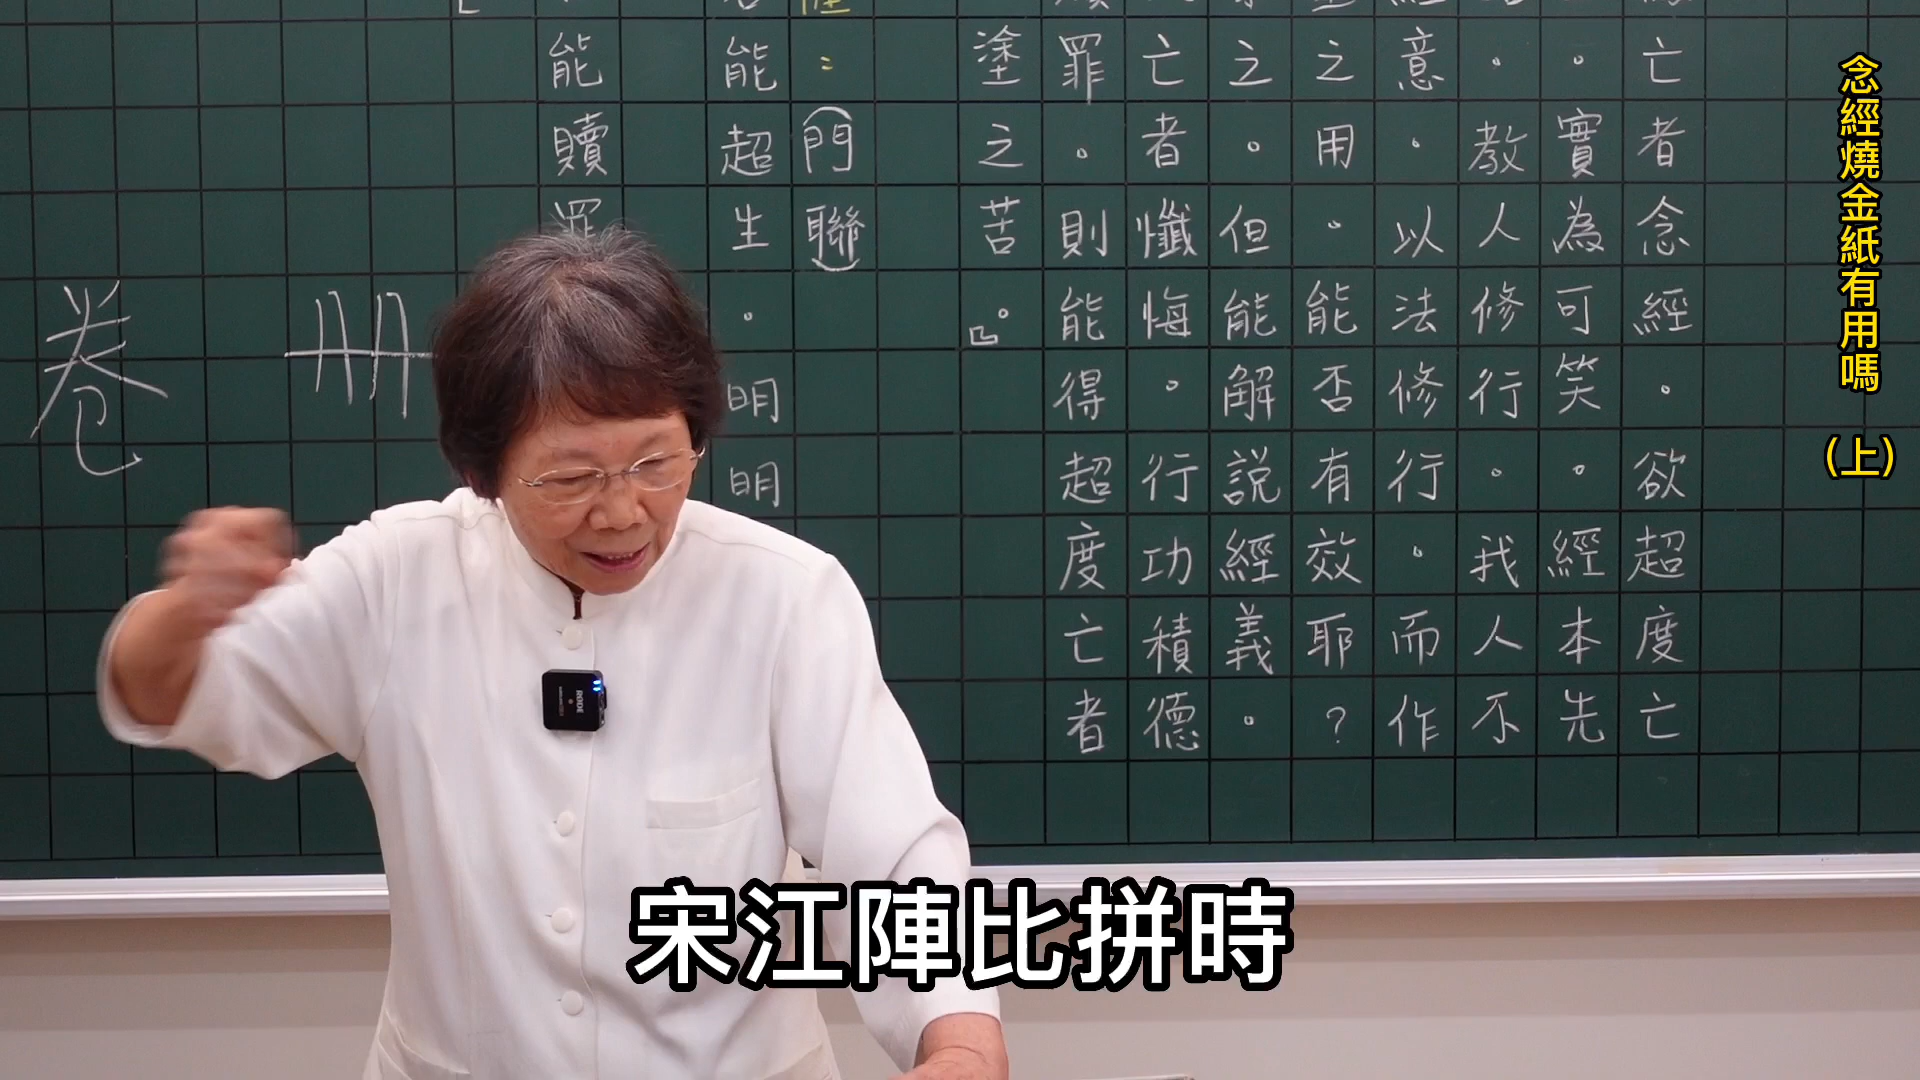 念經燒金紙有用嗎(上)
亡者念經。欲超度亡
。實為可笑。經本先
。教人修行。我人不
意。以法修行。而作
之用。能否有效耶?
之。但能解說經義。
亡者懺悔。行功積德
罪。則能得超度亡者
塗之苦。』
:(門聯)
能超生。明明
能贖罪
冊
卷
RODE
宋江陣比拼時